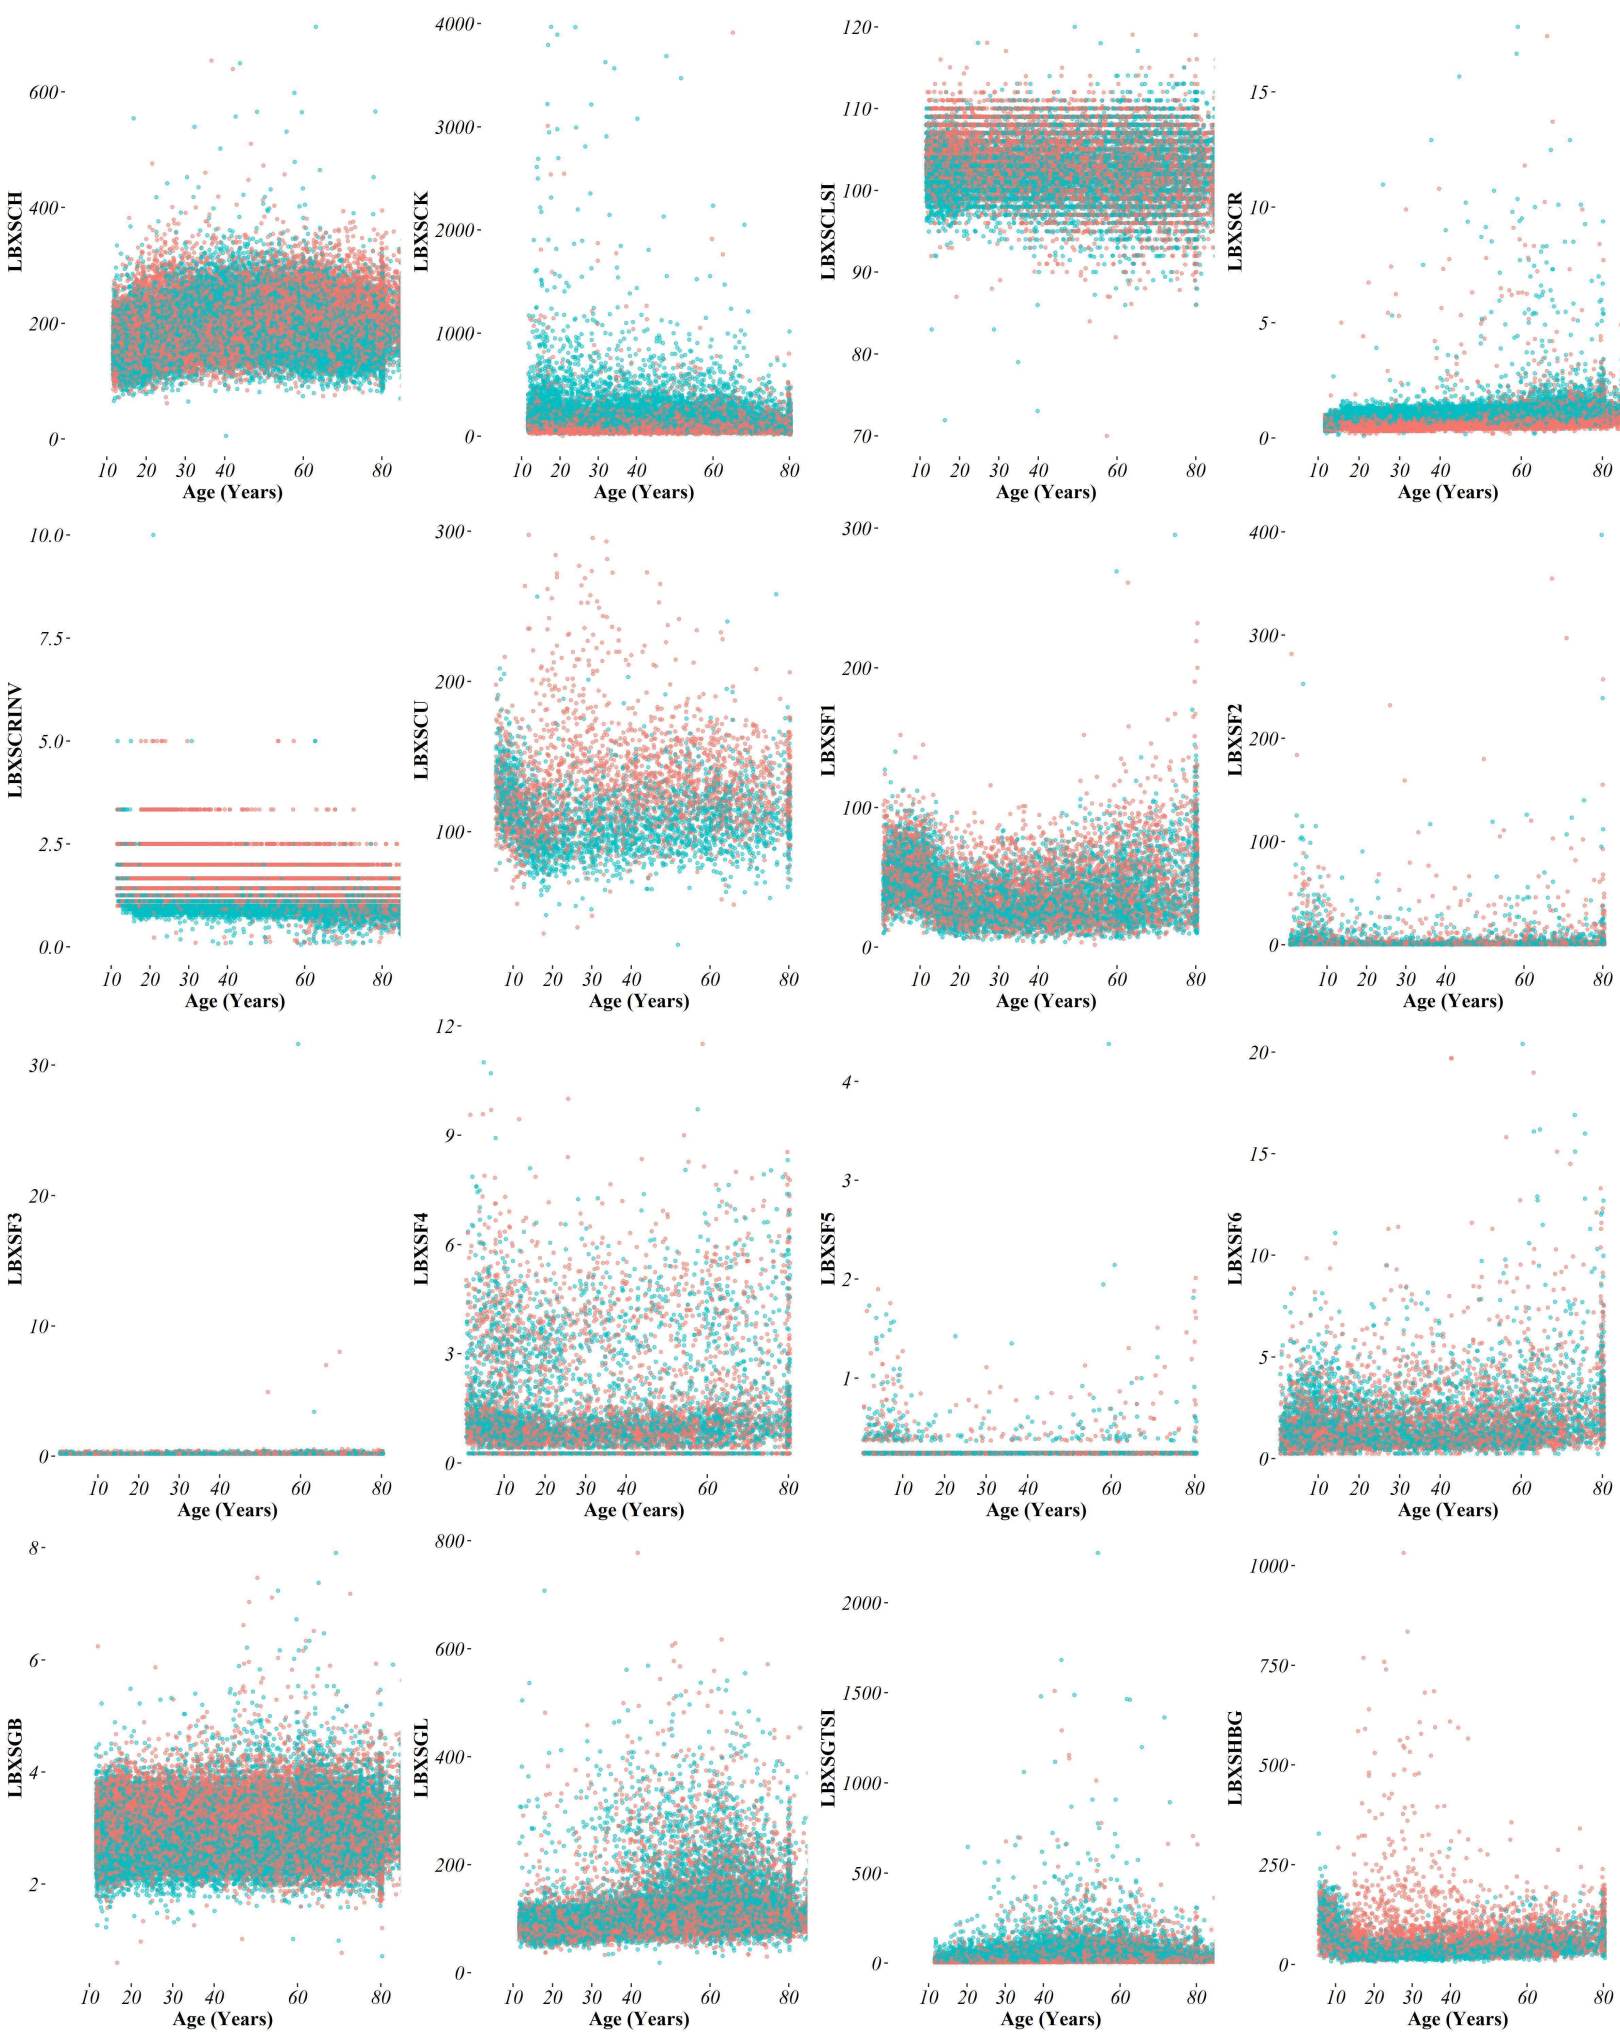 LBXSCH
600-
400-
200-
0-
10 20 30 40 60 80
Age (Years)
LBXSCK
4000-
3000-
2000-
1000-
0-
10 20 30 40 60 80
Age (Years)
LBXSCLSI
120-
110-
100-
90-
80-
70-
10 20 30 40 60 80
Age (Years)
LBXSCR
15-
10-
5-
0-
10 20 30 40 60 80
Age (Years)
LBXSCRINV
10.0-
7.5-
5.0-
2.5-
0.0-
10 20 30 40 60 80
Age (Years)
LBXSCU
300-
200-
100-
10 20 30 40 60 80
Age (Years)
LBXSF1
300-
200-
100-
0-
10 20 30 40 60 80
Age (Years)
LBXSF2
400-
300-
200-
100-
0-
10 20 30 40 60 80
Age (Years)
LBXSF3
30-
20-
10-
0-
10 20 30 40 60 80
Age (Years)
LBXSF4
12-
9-
6-
3-
0-
10 20 30 40 60 80
Age (Years)
LBXSF5
4-
3-
2-
1-
10 20 30 40 60 80
Age (Years)
LBXSF6
20-
15-
10-
5-
0-
10 20 30 40 60 80
Age (Years)
LBXSGB
8-
6-
4-
2-
10 20 30 40 60 80
Age (Years)
LBXSGL
800-
600-
400-
200-
0-
10 20 30 40 60 80
Age (Years)
LBXSGTSI
2000-
1500-
1000-
500-
0-
10 20 30 40 60 80
Age (Years)
LBXSHBG
1000-
750-
500-
250-
0-
10 20 30 40 60 80
Age (Years)